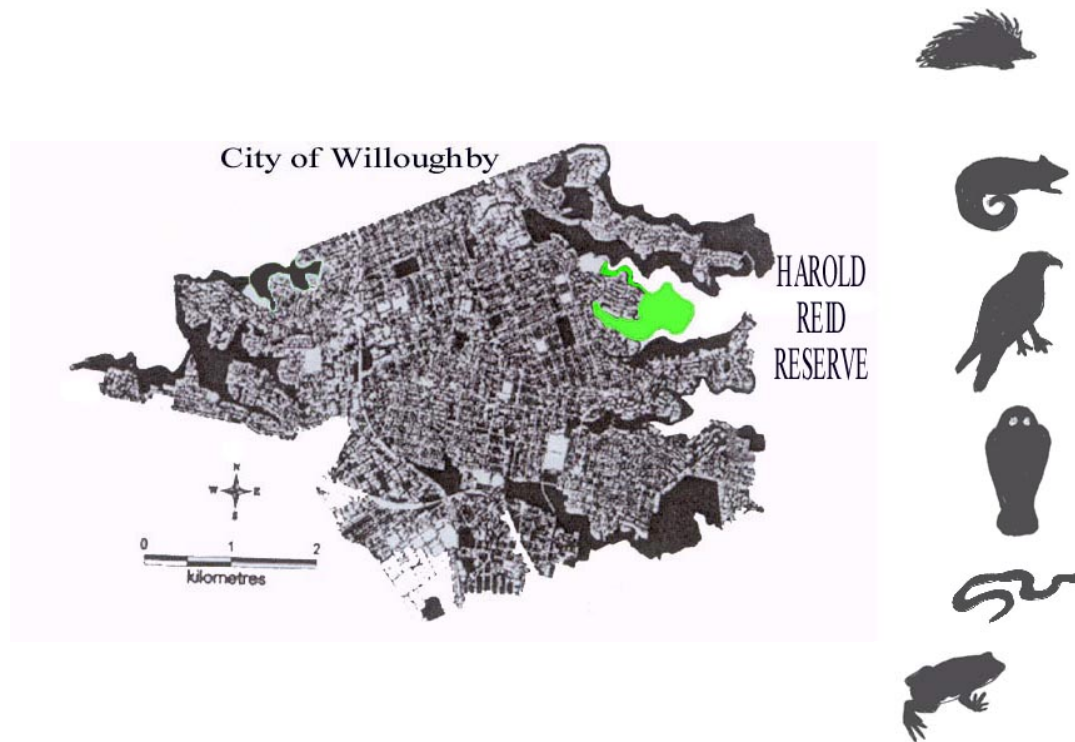 City of Willoughby
HAROLD
REID
RESERVE
N
W E
S
0 1 2
kilometres